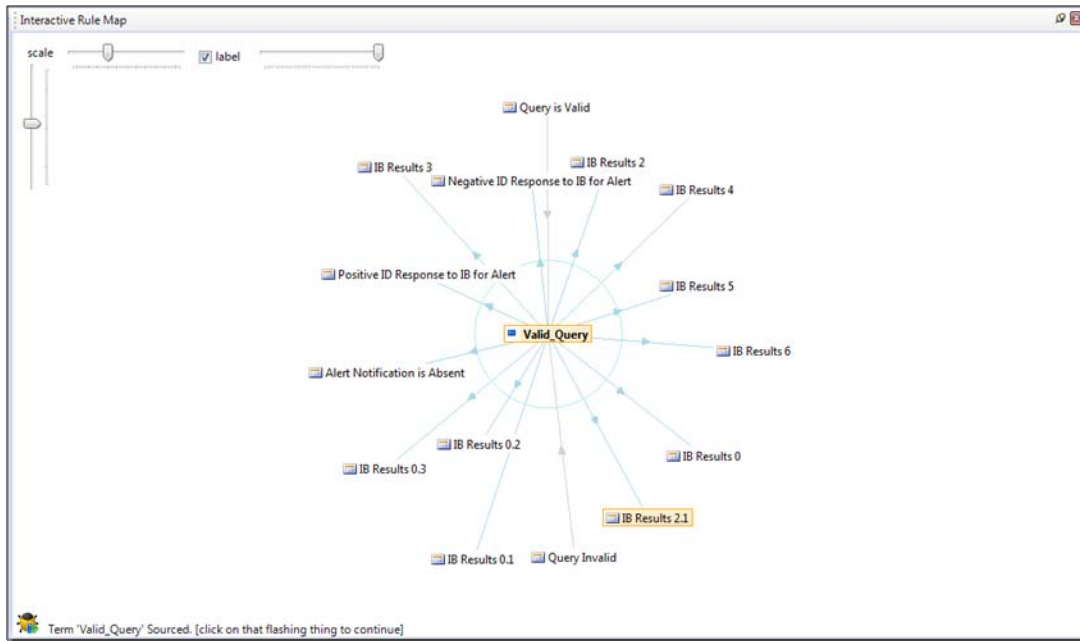 Interactive Rule Map
scale
label
Query is Valid
IB Results 3
IB Results 2
Negative ID Response to IB for Alert
IB Results 4
Positive ID Response to IB for Alert
IB Results 5
Valid_Query
IB Results 6
Alert Notification is Absent
IB Results 0.2
IB Results 0
IB Results 0.3
IB Results 2.1
IB Results 0.1
Query Invalid
Term 'Valid_Query' Sourced. [click on that flashing thing to continue]